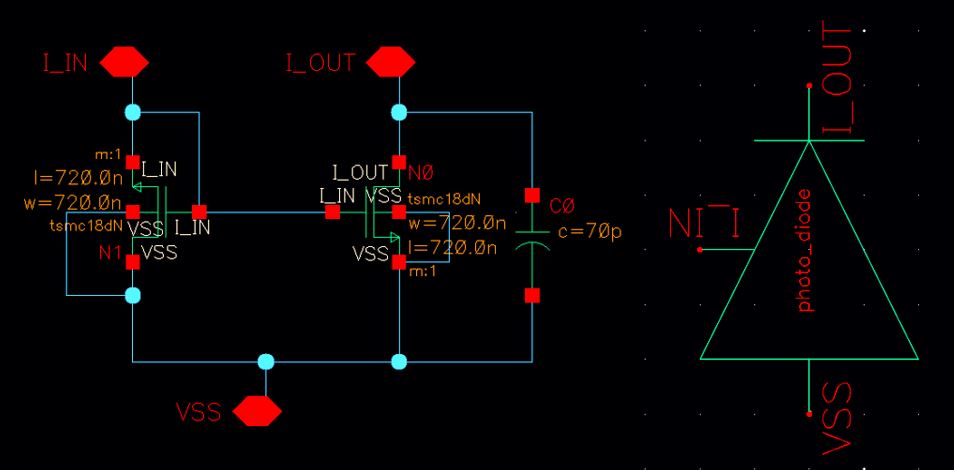 I_IN
I_OUT
m:1
I_IN
l=720.0n
w=720.0n
tsmc18dN
VSS
I_IN
N1
VSS
I_OUT
N0
I_IN
VSS
tsmc18dN
w=720.0n
l=720.0n
VSS
m:1
C0
c=70p
VSS
I_OUT
I_IN
photo_diode
VSS